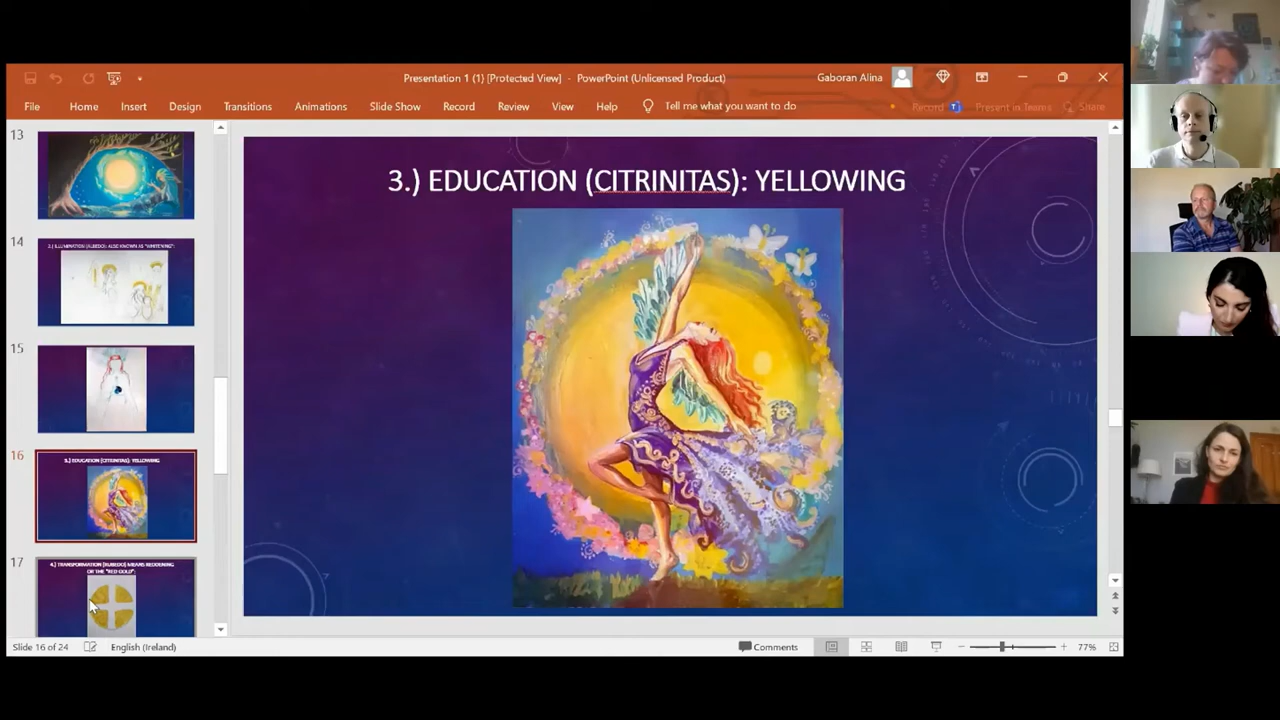 Presentation 1 (1) [Protected View] - PowerPoint (Unlicensed Product)
Gaboran Alina
File Home Insert Design Transitions Animations Slide Show Record Review View Help Tell me what you want to do
Record Present in Teams Share
13
14
2.) ILLUMINATION (ALBEDO): ALSO KNOWN AS "WHITENING":
15
16
3.) EDUCATION (CITRINITAS): YELLOWING
17
4.) TRANSFORMATION (RUBEDO) MEANS REDDENING
OR THE "RED GOLD":
3.) EDUCATION (CITRINITAS): YELLOWING
Slide 16 of 24 English (Ireland) Comments 77%